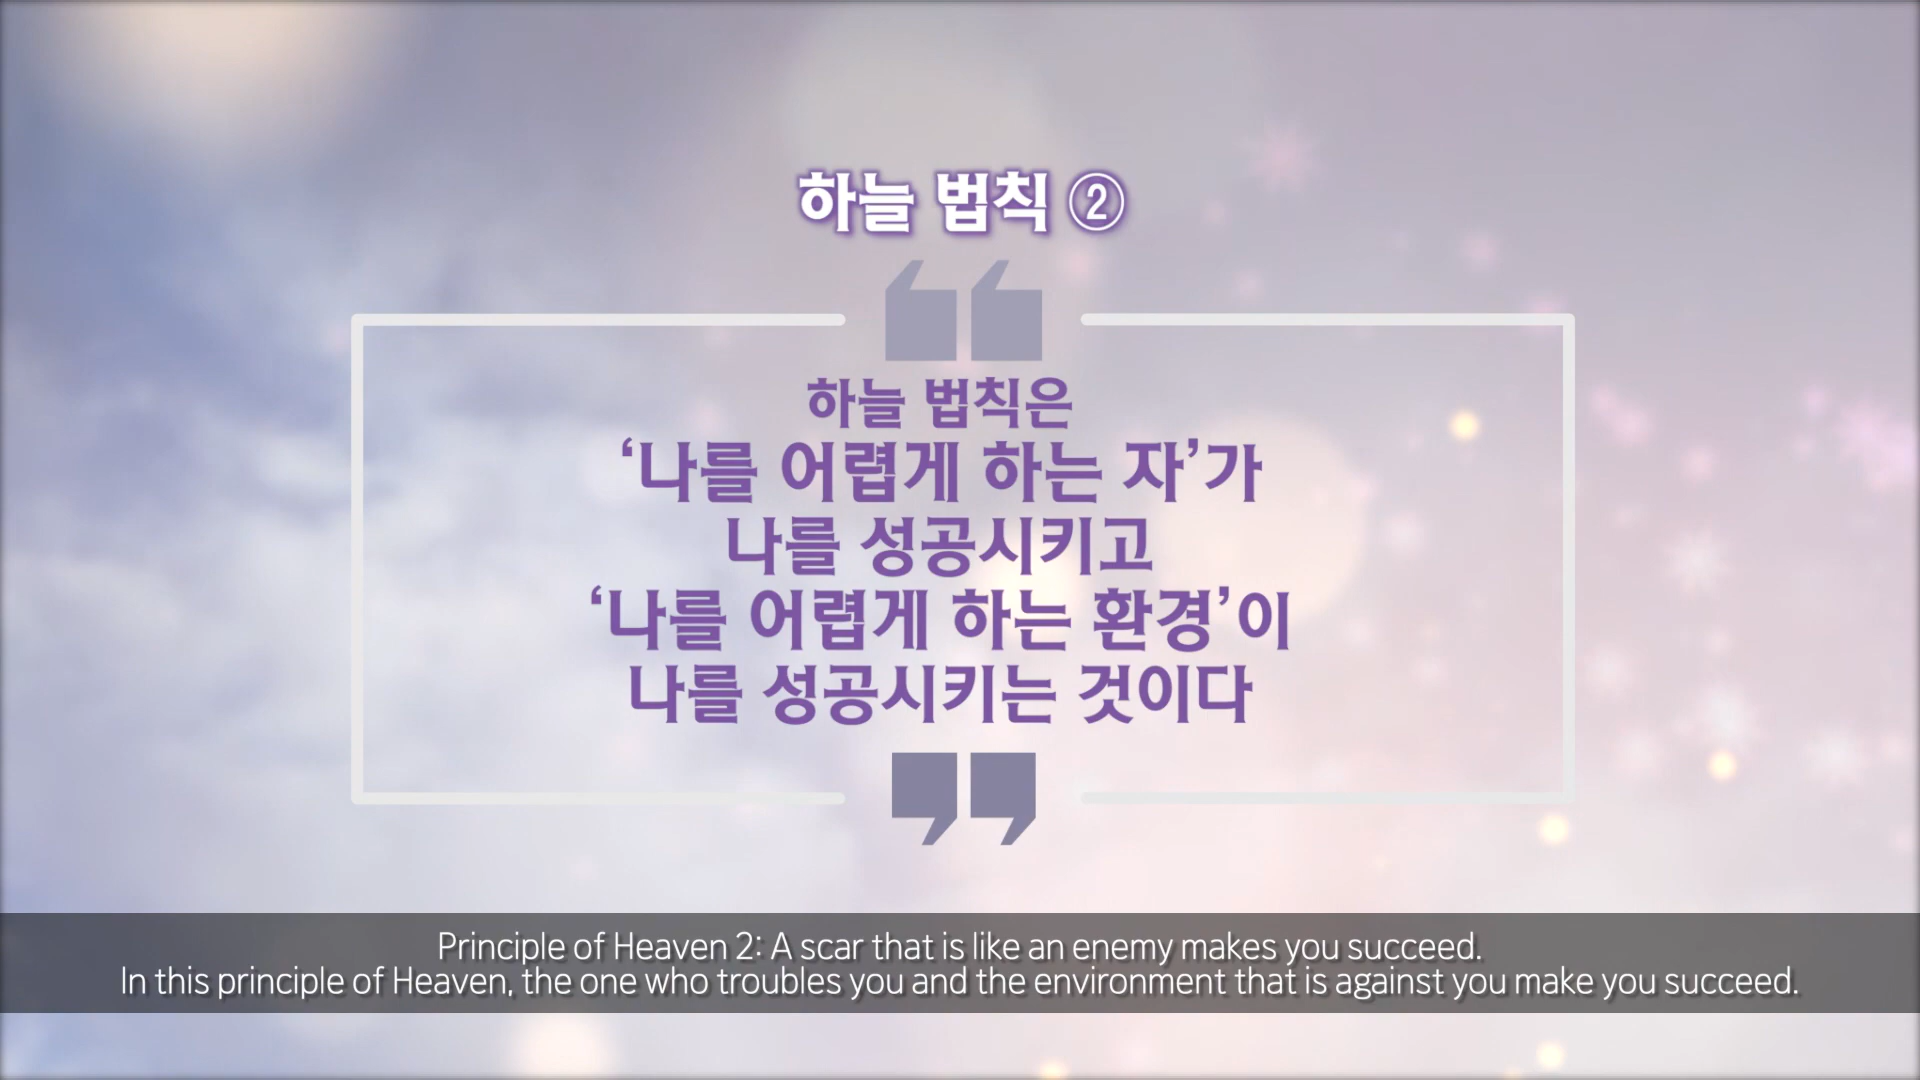 하늘 법칙 ②
하늘 법칙은
‘나를 어렵게 하는 자’가
나를 성공시키고
‘나를 어렵게 하는 환경’이
나를 성공시키는 것이다
Principle of Heaven 2: A scar that is like an enemy makes you succeed.
In this principle of Heaven, the one who troubles you and the environment that is against you make you succeed.